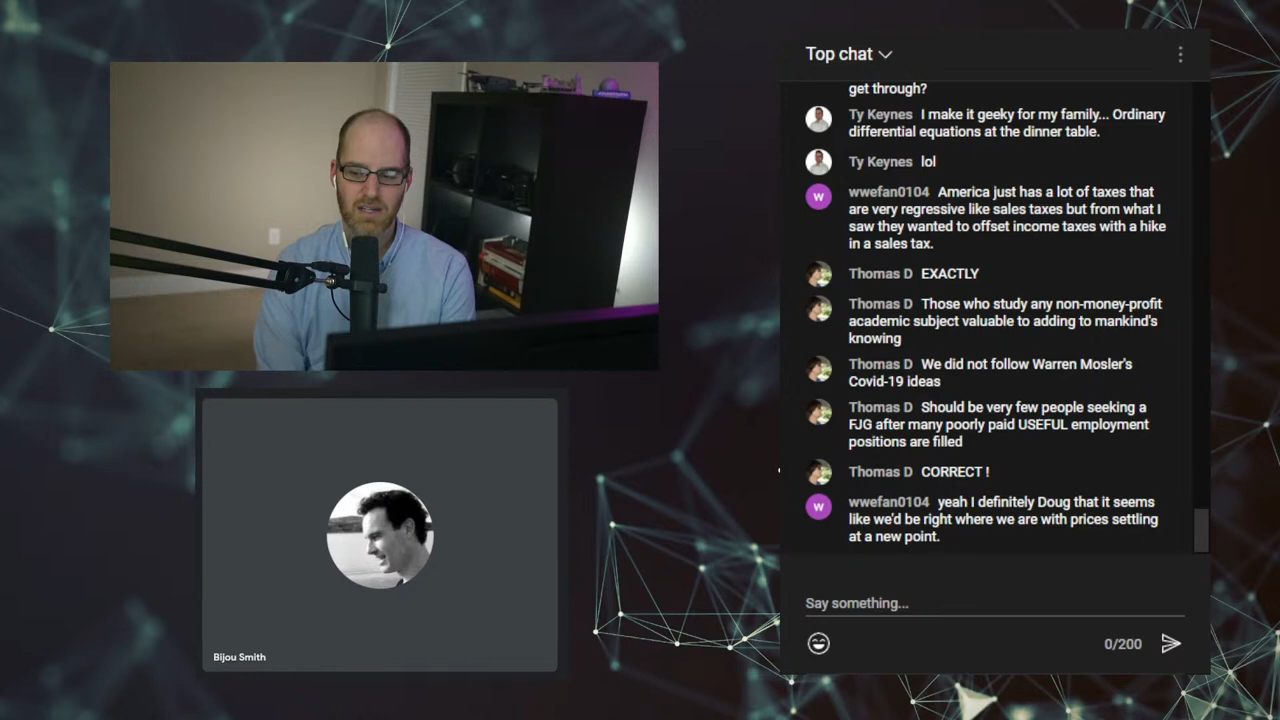 Top chat
get through?
Ty Keynes I make it geeky for my family... Ordinary
differential equations at the dinner table.
Ty Keynes lol
wwefan0104 America just has a lot of taxes that
are very regressive like sales taxes but from what I
saw they wanted to offset income taxes with a hike
in a sales tax.
Thomas D EXACTLY
Thomas D Those who study any non-money-profit
academic subject valuable to adding to mankind's
knowing
Thomas D We did not follow Warren Mosler's
Covid-19 ideas
Thomas D Should be very few people seeking a
FJG after many poorly paid USEFUL employment
positions are filled
Thomas D CORRECT !
W wwefan0104 yeah I definitely Doug that it seems
like we'd be right where we are with prices settling
at a new point.
Say something...
0/200
Bijou Smith